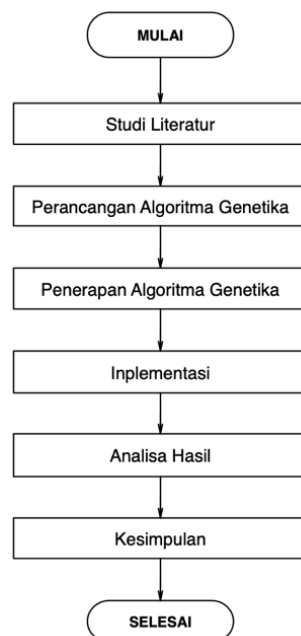 MULAI
Studi Literatur
Perancangan Algoritma Genetika
Penerapan Algoritma Genetika
Inplementasi
Analisa Hasil
Kesimpulan
SELESAI